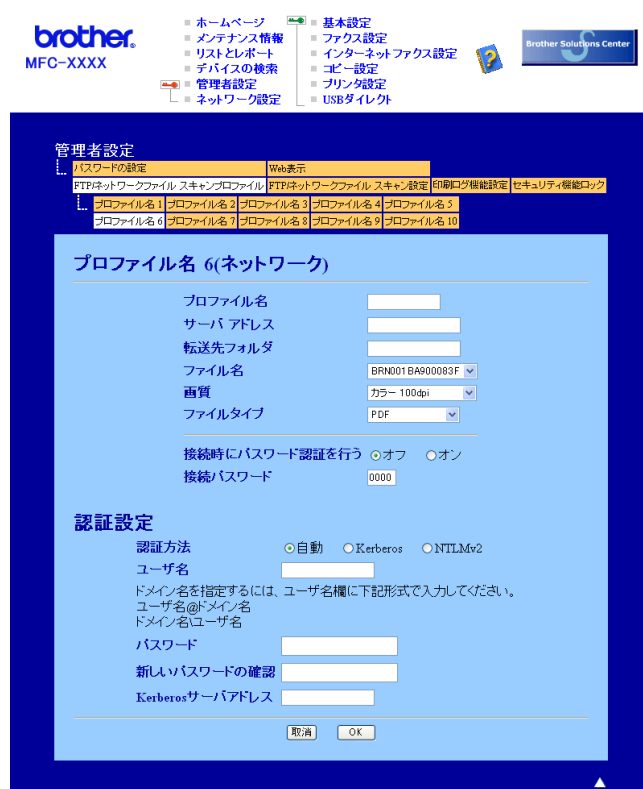 brother.
MFC-XXXX
ホームページ
メンテナンス情報
リストとレポート
デバイスの検索
管理者設定
ネットワーク設定
基本設定
ファクス設定
インターネットファクス設定
コピー設定
プリンタ設定
USBダイレクト
Brother Solutions Center
管理者設定
パスワードの設定 Web表示
FTP/ネットワークファイル スキャンプロファイル FTP/ネットワークファイル スキャン設定 印刷ログ機能設定 セキュリティ機能ロック
プロファイル名 1 プロファイル名 2 プロファイル名 3 プロファイル名 4 プロファイル名 5
プロファイル名 6 プロファイル名 7 プロファイル名 8 プロファイル名 9 プロファイル名 10
プロファイル名 6(ネットワーク)
プロファイル名
サーバ アドレス
転送先フォルダ
ファイル名 BRN001BA900083F
画質 カラー 100dpi
ファイルタイプ PDF
接続時にパスワード認証を行う オフ オン
接続パスワード 0000
認証設定
認証方法 自動 Kerberos NTLMv2
ユーザ名
ドメイン名を指定するには、ユーザ名欄に下記形式で入力してください。
ユーザ名@ドメイン名
ドメイン名\ユーザ名
パスワード
新しいパスワードの確認
Kerberosサーバアドレス
取消 OK